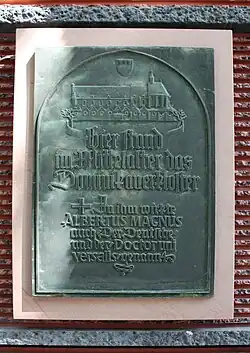 Hier stand
im Mittelalter das
Dominikanerkloster
In ihm wirkte
ALBERTUS MAGNUS
auch Der Deutsche
und der DOCTOR UNI
VERSALIS genannt